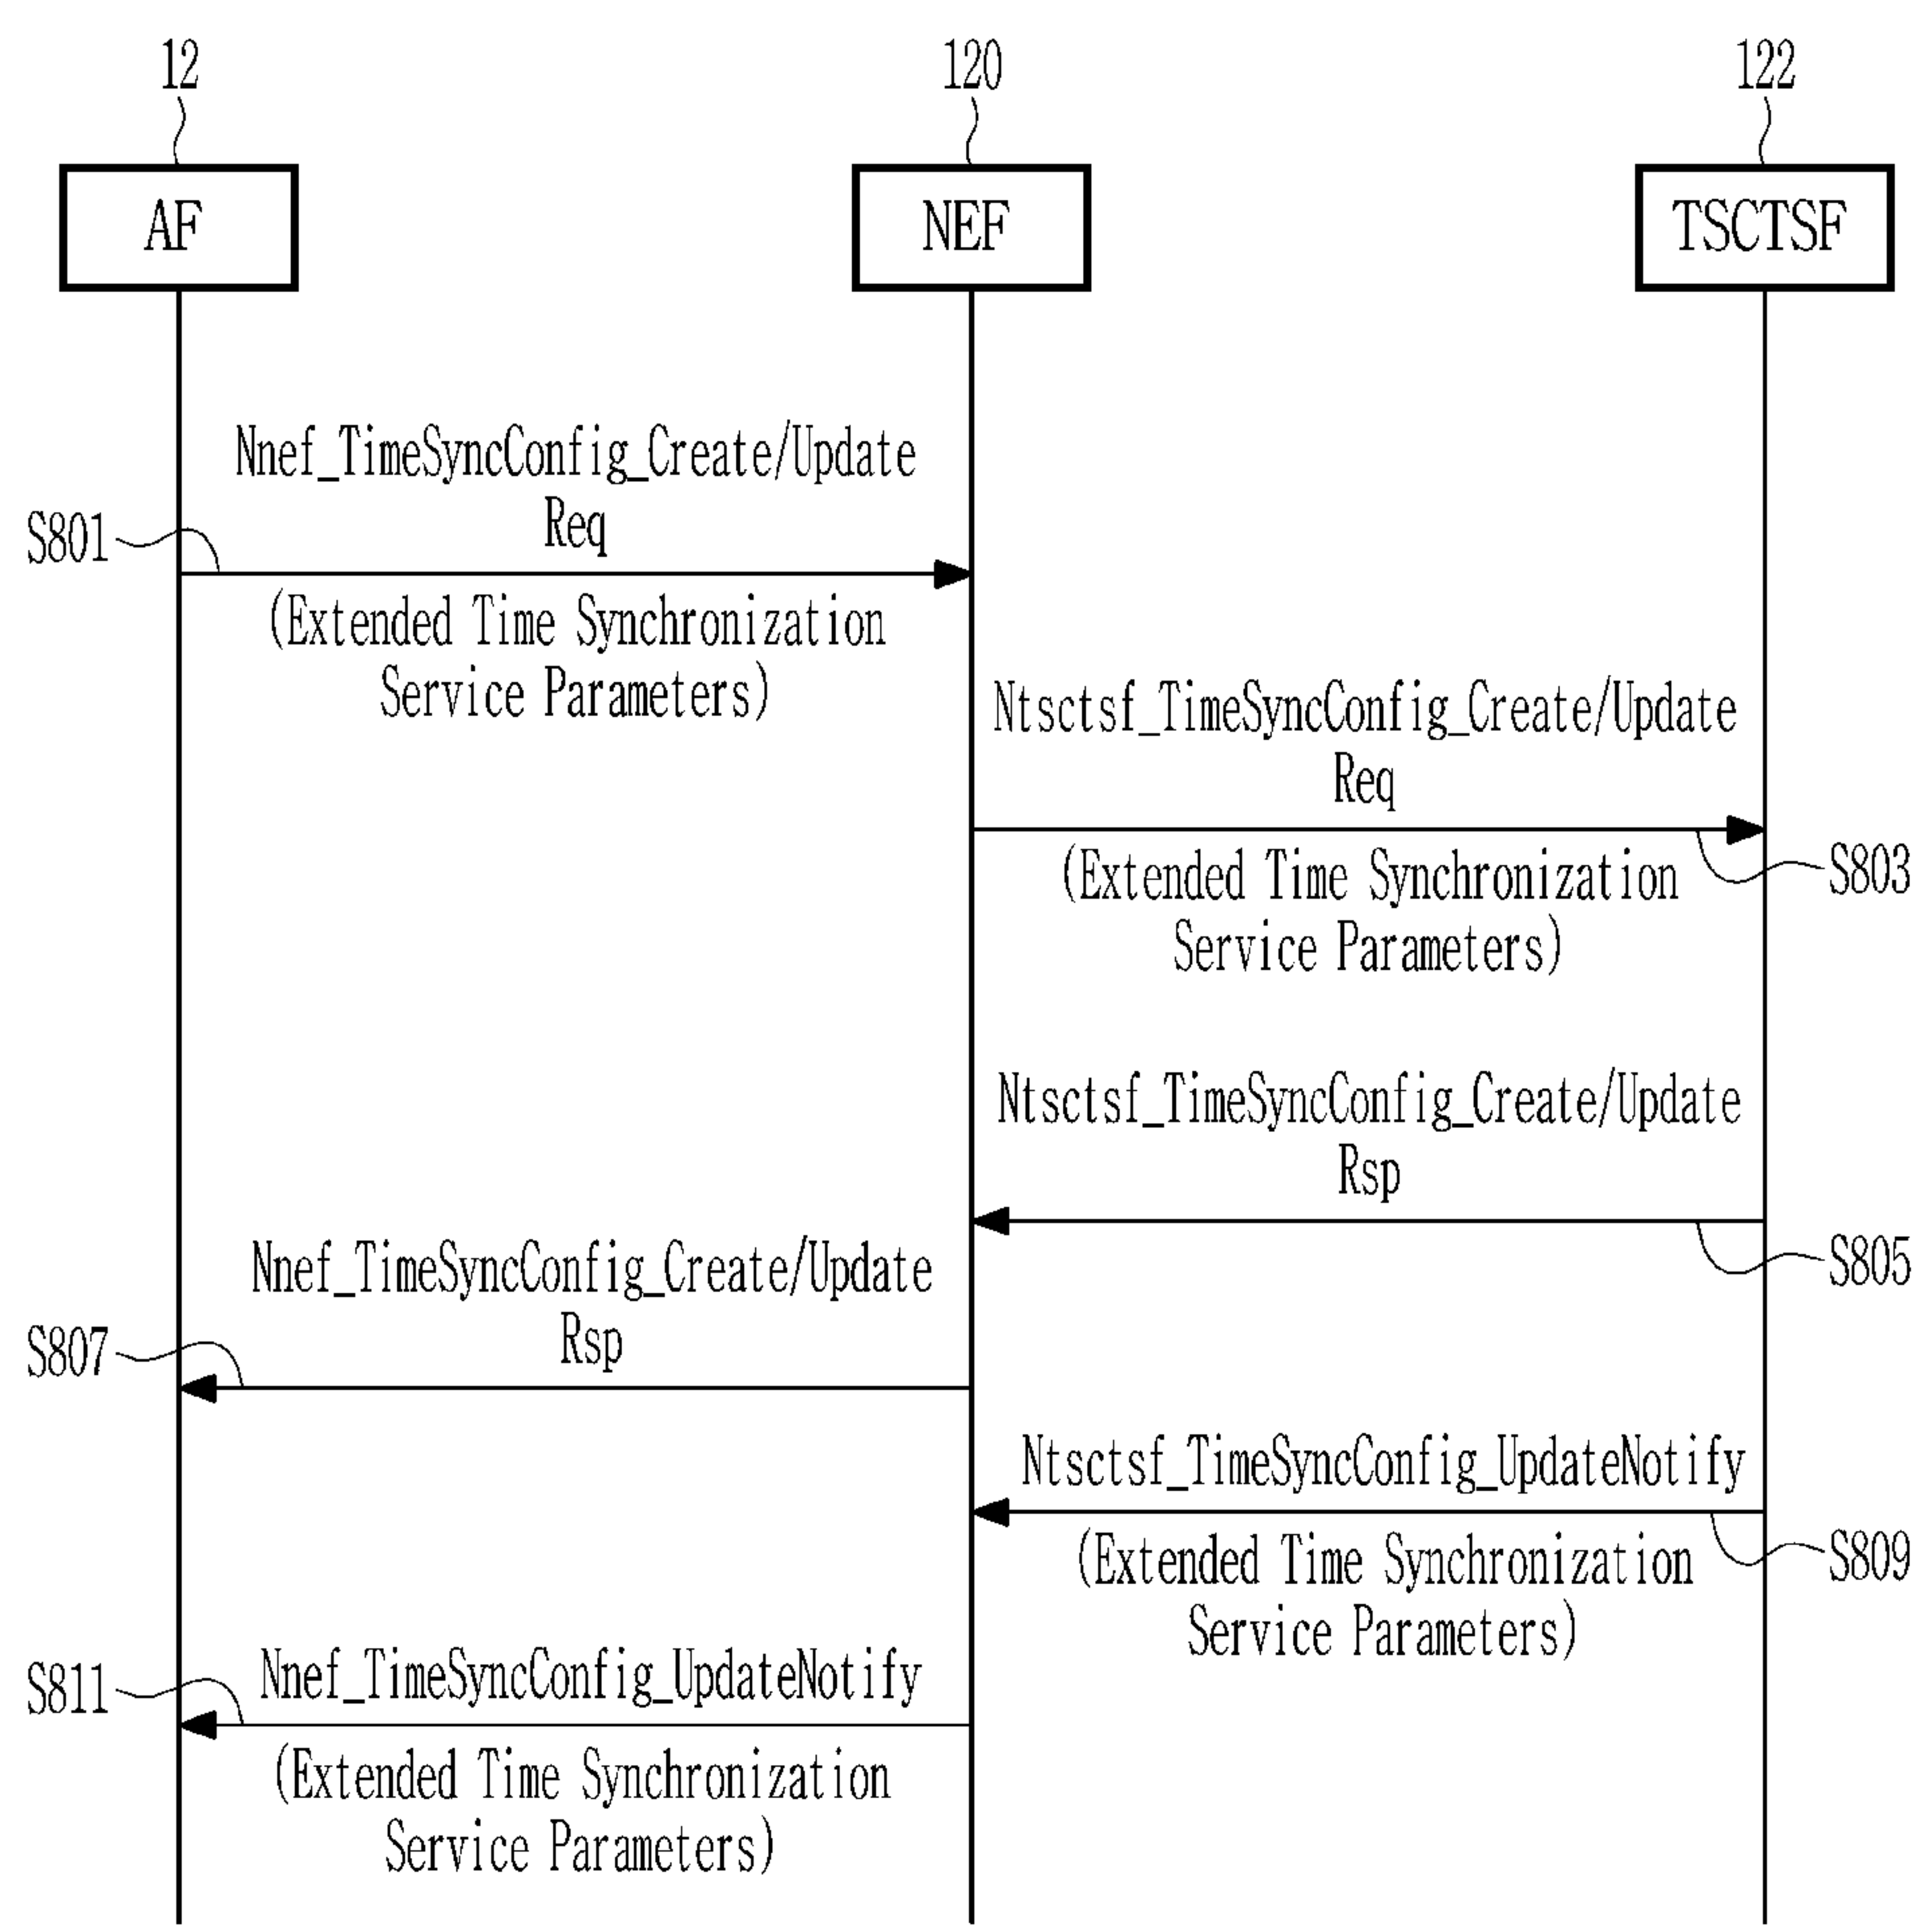 12
120
122
AF
NEF
TSCTSF
Nnef_TimeSyncConfig_Create/Update
Req
S801
(Extended Time Synchronization
Service Parameters)
Ntsctsf_TimeSyncConfig_Create/Update
Req
(Extended Time Synchronization
Service Parameters)
S803
Ntsctsf_TimeSyncConfig_Create/Update
Rsp
S805
Nnef_TimeSyncConfig_Create/Update
Rsp
S807
Ntsctsf_TimeSyncConfig_UpdateNotify
(Extended Time Synchronization
Service Parameters)
S809
Nnef_TimeSyncConfig_UpdateNotify
S811
(Extended Time Synchronization
Service Parameters)